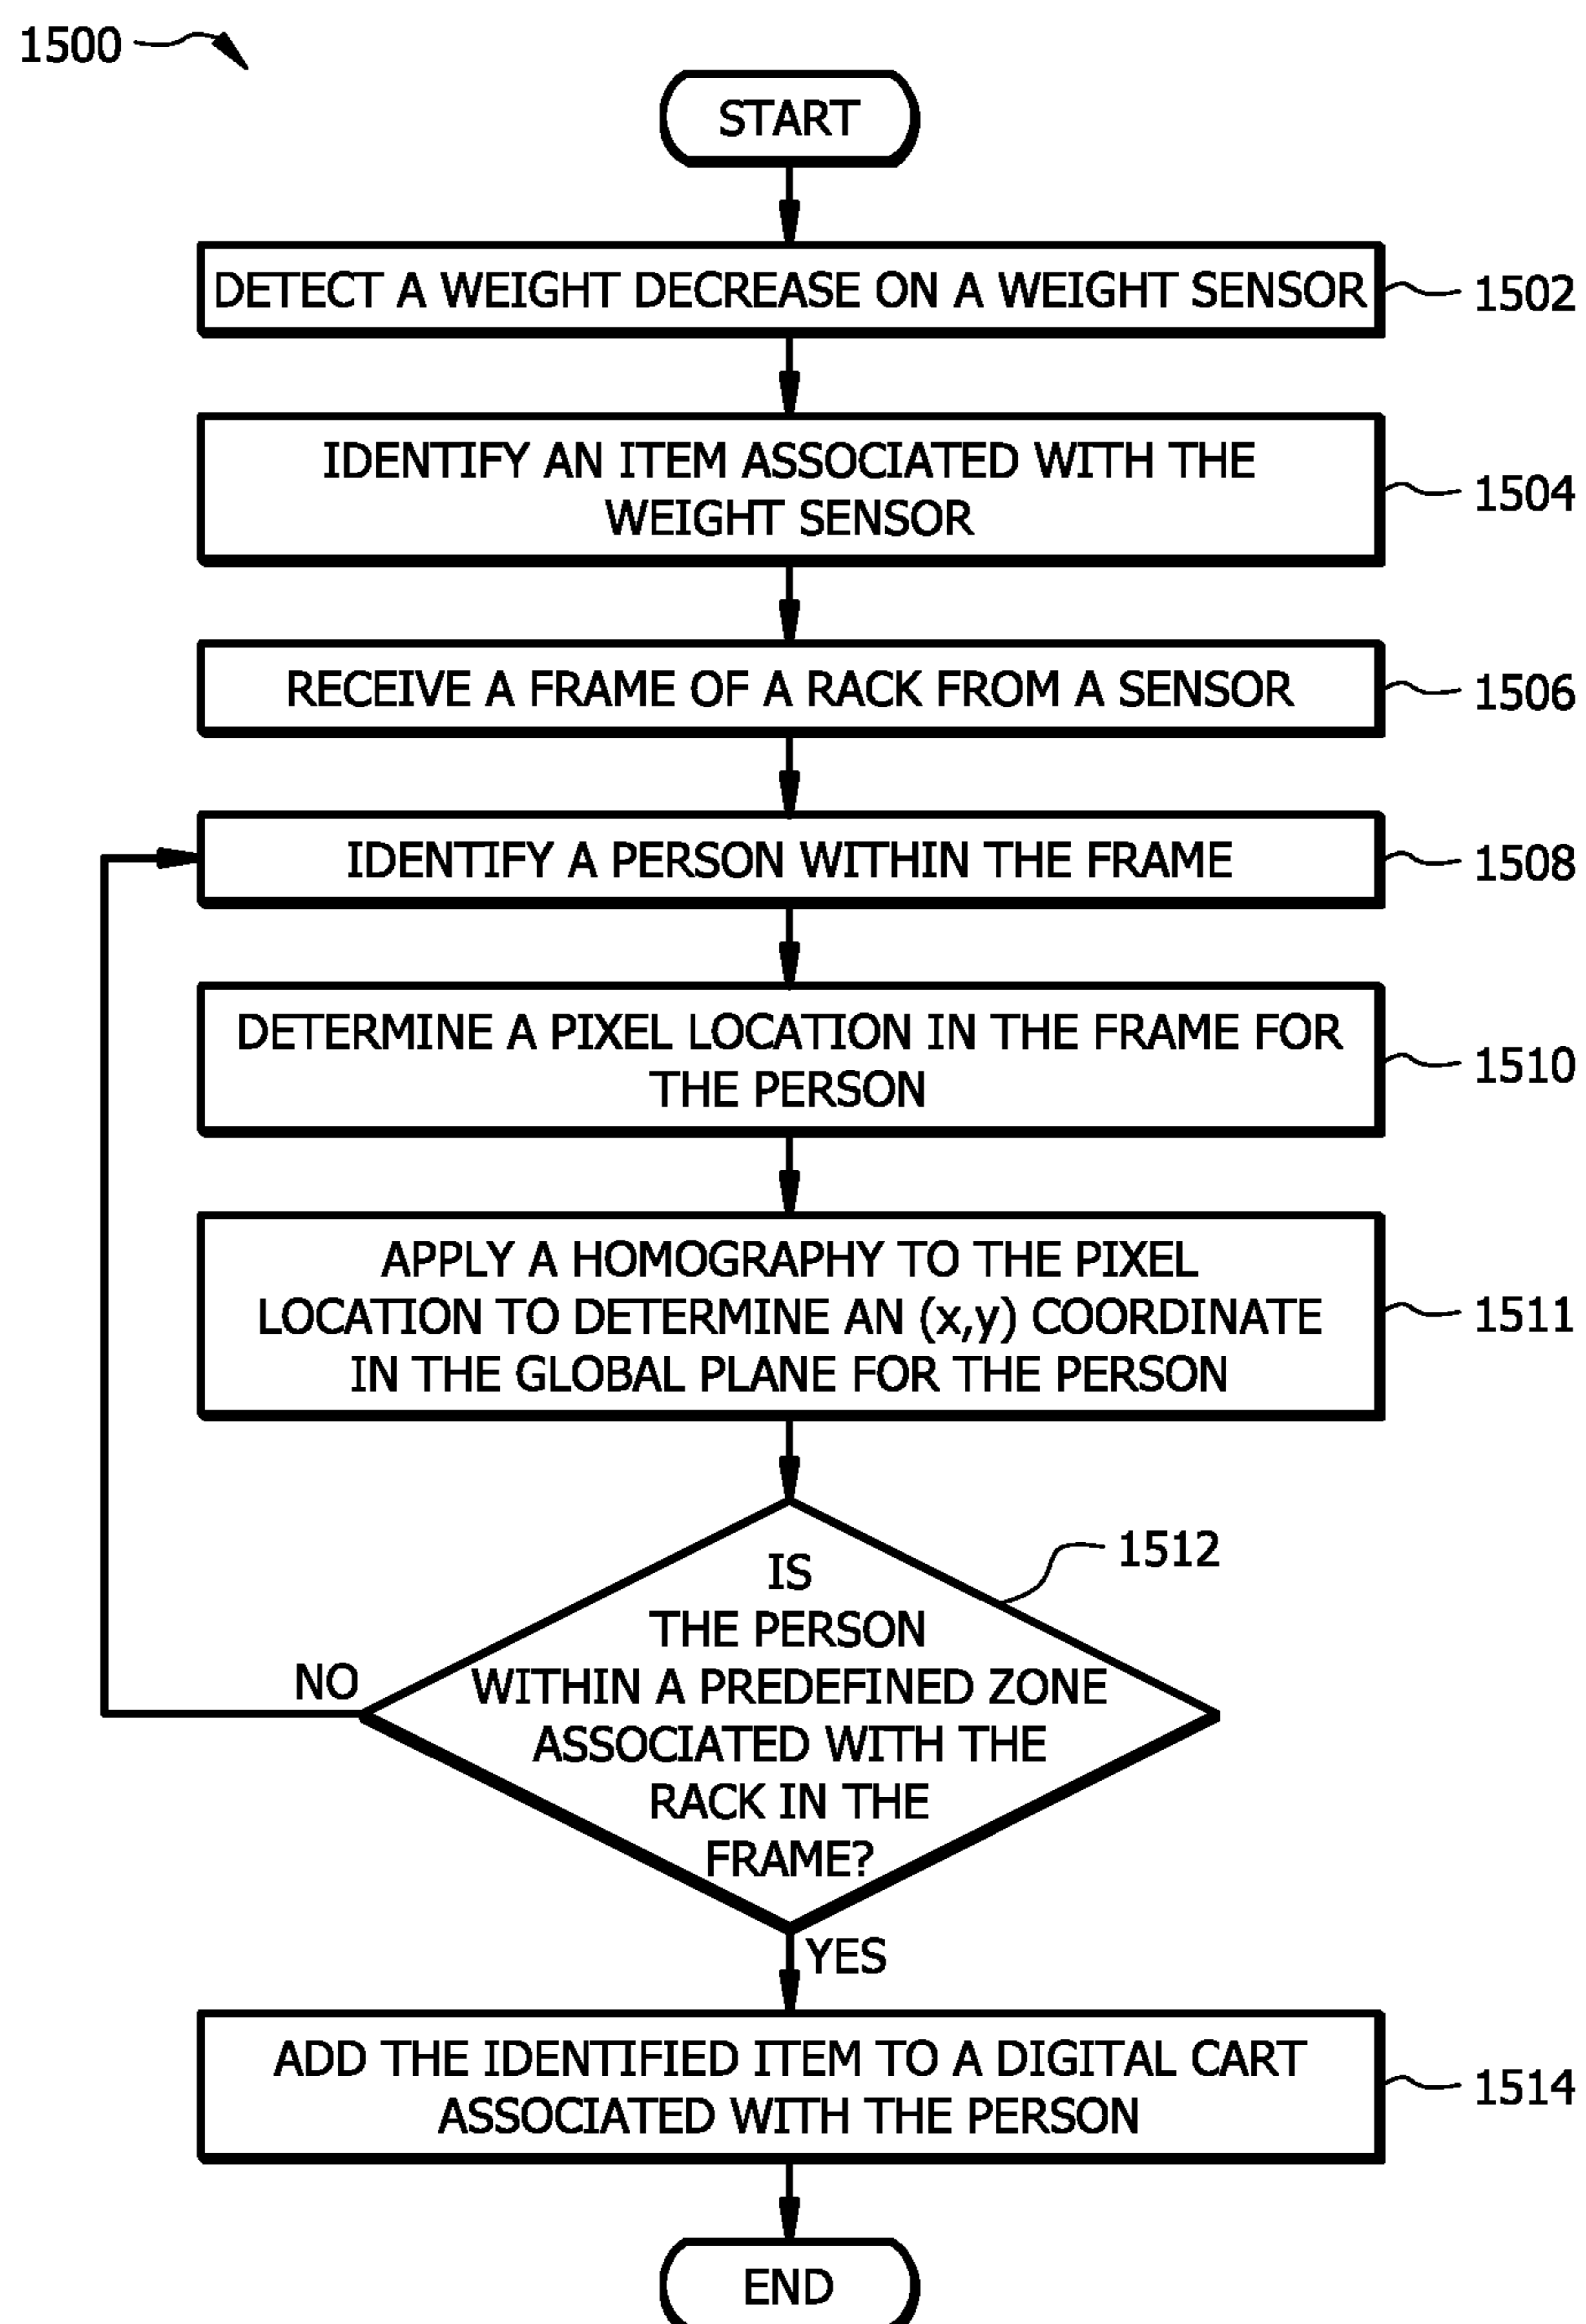 1500
START
DETECT A WEIGHT DECREASE ON A WEIGHT SENSOR
1502
IDENTIFY AN ITEM ASSOCIATED WITH THE
WEIGHT SENSOR
1504
RECEIVE A FRAME OF A RACK FROM A SENSOR
1506
IDENTIFY A PERSON WITHIN THE FRAME
1508
DETERMINE A PIXEL LOCATION IN THE FRAME FOR
THE PERSON
1510
APPLY A HOMOGRAPHY TO THE PIXEL
LOCATION TO DETERMINE AN (x,y) COORDINATE
IN THE GLOBAL PLANE FOR THE PERSON
1511
IS
THE PERSON
WITHIN A PREDEFINED ZONE
ASSOCIATED WITH THE
RACK IN THE
FRAME?
1512
NO
YES
ADD THE IDENTIFIED ITEM TO A DIGITAL CART
ASSOCIATED WITH THE PERSON
1514
END